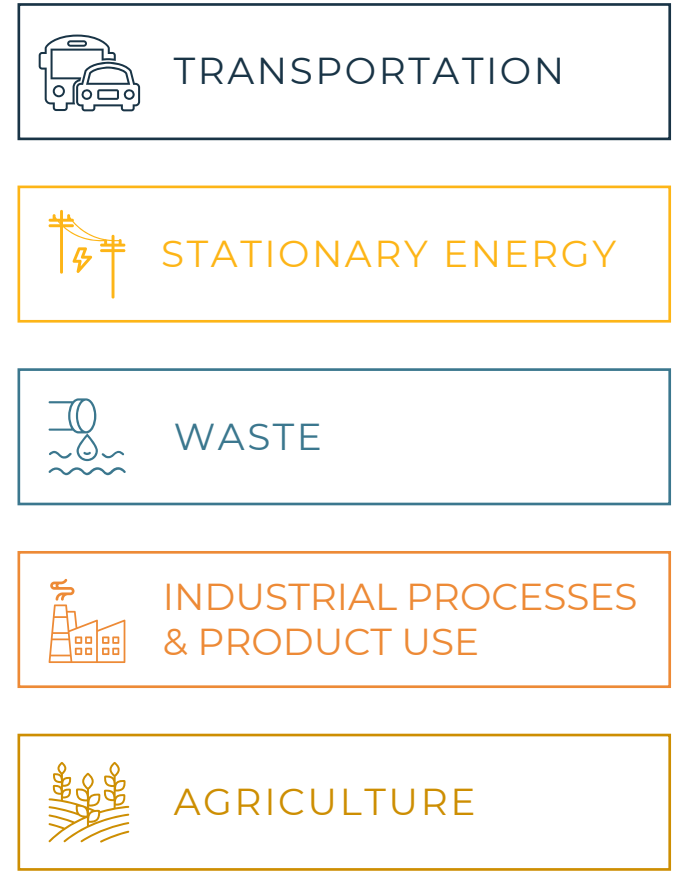 TRANSPORTATION
STATIONARY ENERGY
WASTE
INDUSTRIAL PROCESSES
& PRODUCT USE
AGRICULTURE